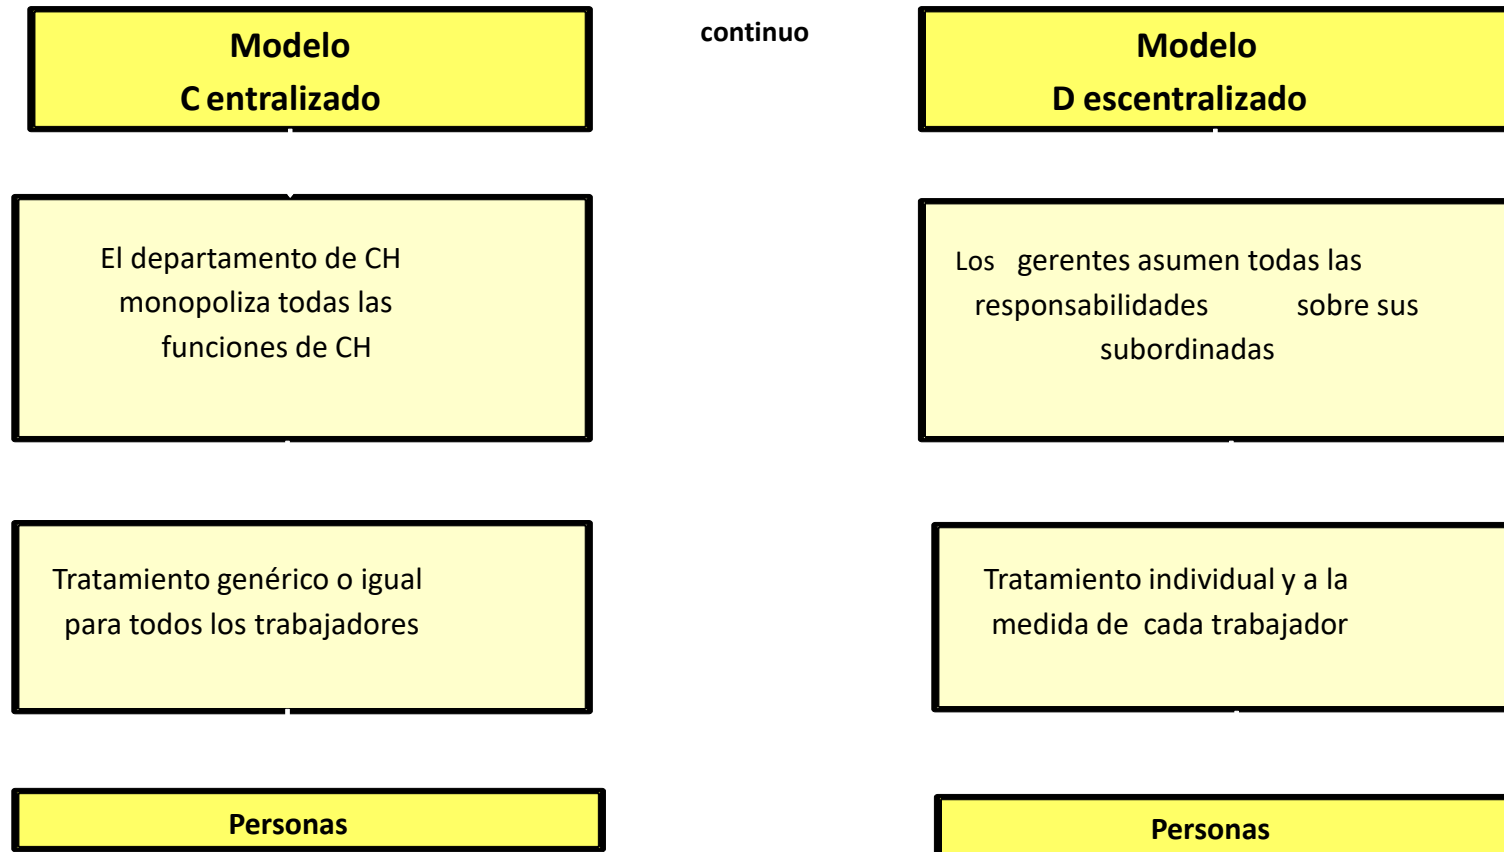 Modelo
C entralizado
El departamento de CH
monopoliza todas las
funciones de CH
Tratamiento genérico o igual
para todos los trabajadores
Personas
continuo
Modelo
D escentralizado
Los gerentes asumen todas las
responsabilidades sobre sus
subordinadas
Tratamiento individual y a la
medida de cada trabajador
Personas